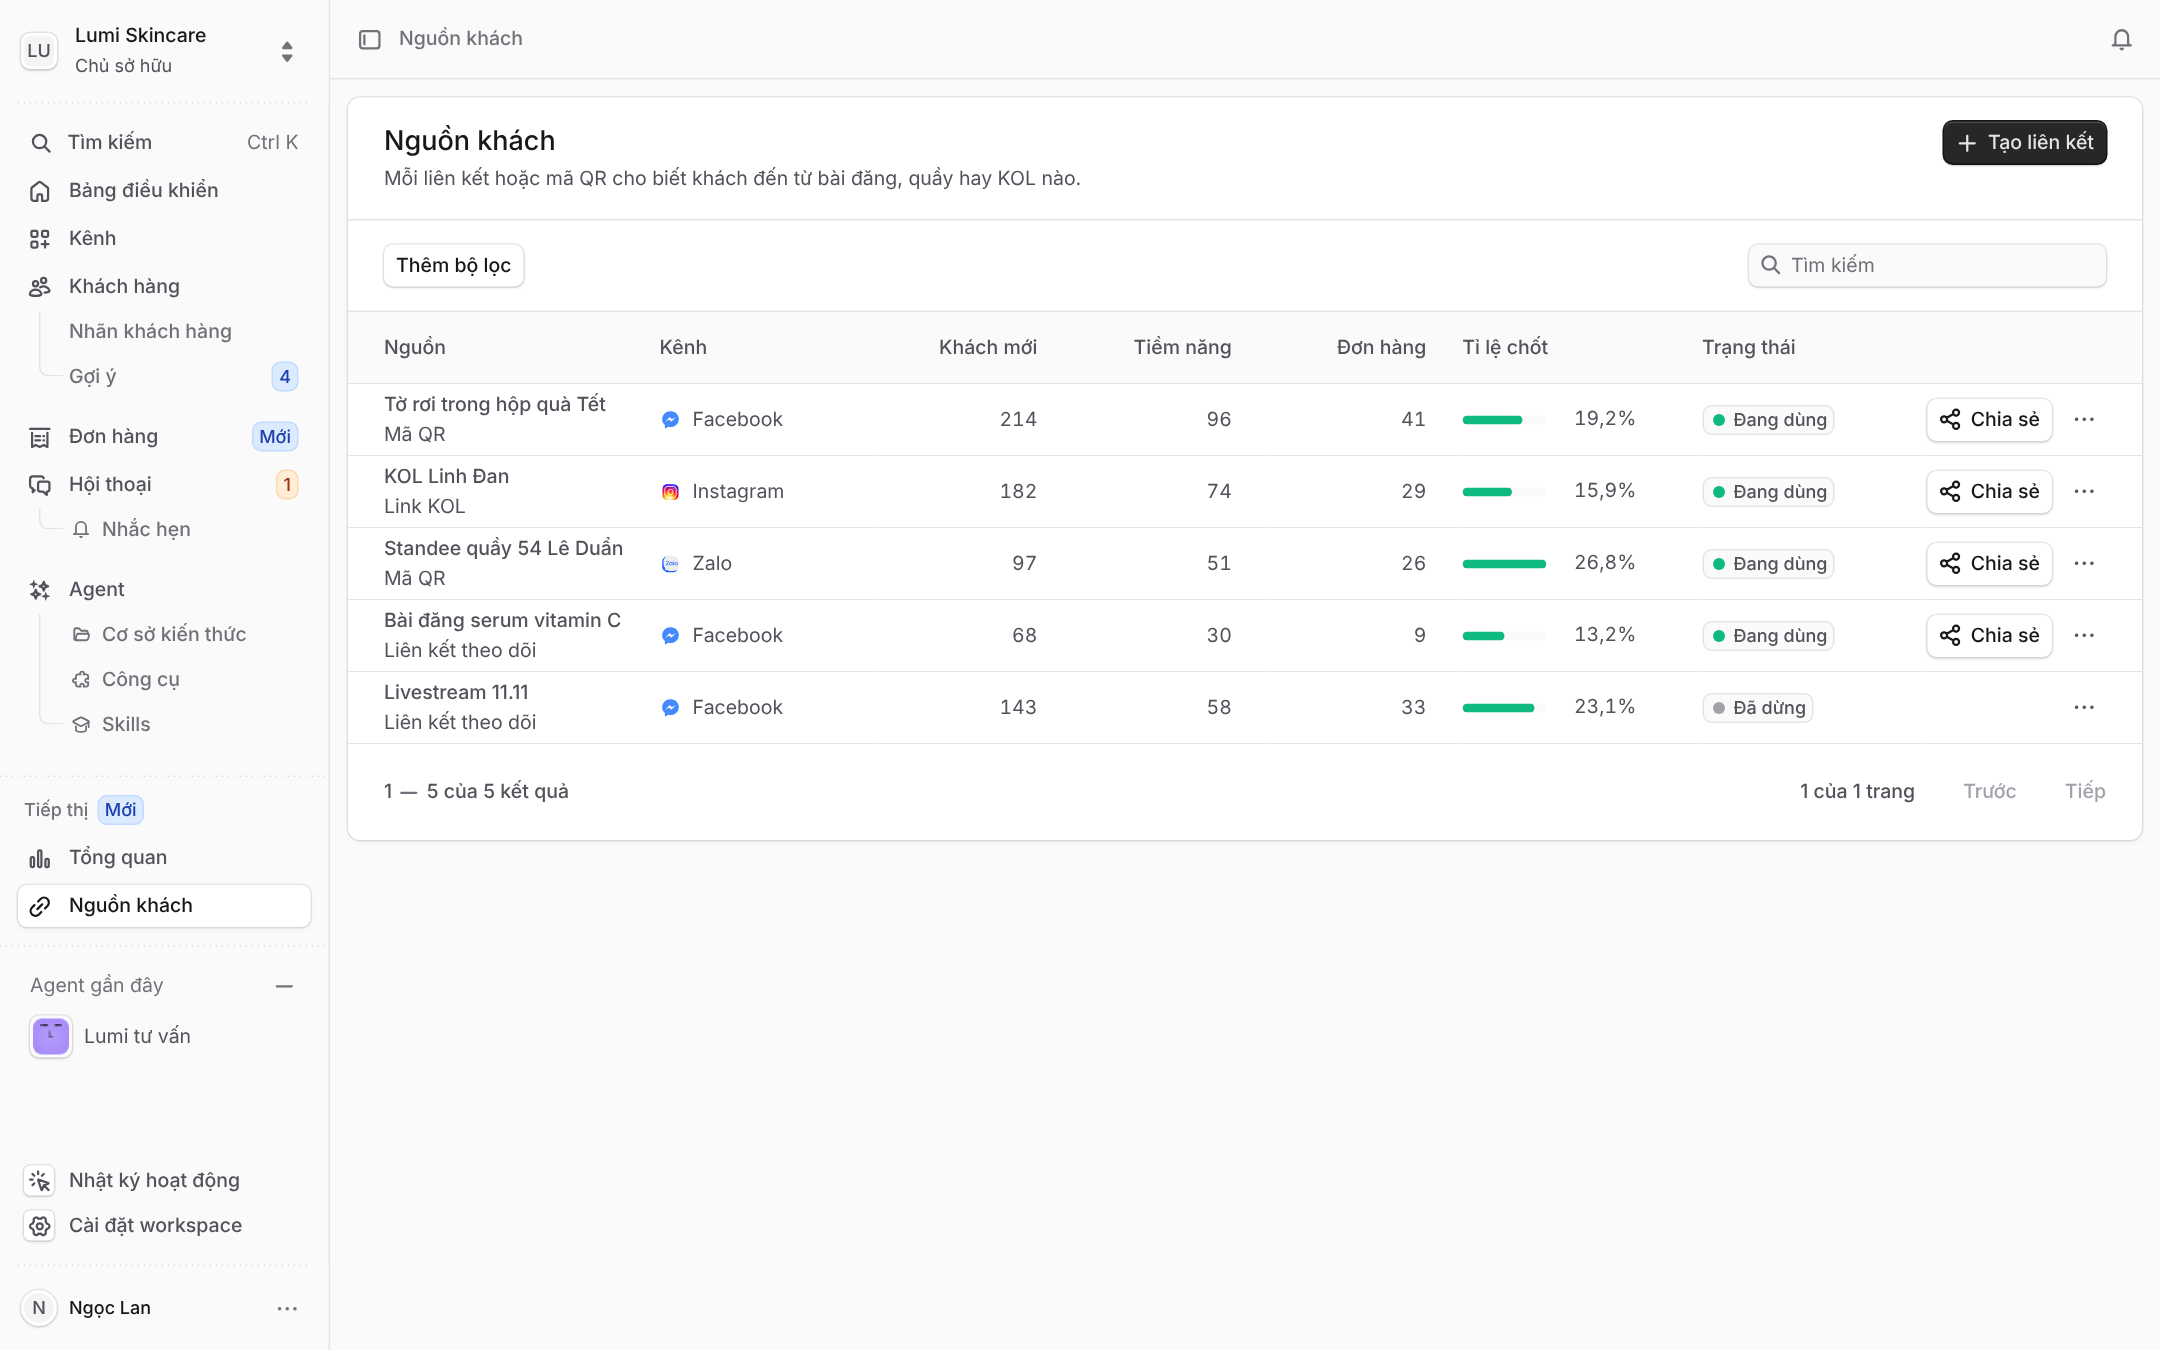 LU
Lumi Skincare
Chủ sở hữu
Tìm kiếm Ctrl K
Bảng điều khiển
Kênh
Khách hàng
Nhãn khách hàng
Gợi ý 4
Đơn hàng Mới
Hội thoại 1
Nhắc hẹn
Agent
Cơ sở kiến thức
Công cụ
Skills
Tiếp thị Mới
Tổng quan
Nguồn khách
Agent gần đây
Lumi tư vấn
Nhật ký hoạt động
Cài đặt workspace
N Ngọc Lan
Nguồn khách
Nguồn khách
Mỗi liên kết hoặc mã QR cho biết khách đến từ bài đăng, quầy hay KOL nào.
Tạo liên kết
Thêm bộ lọc
Tìm kiếm
Nguồn Kênh Khách mới Tiềm năng Đơn hàng Tỉ lệ chốt Trạng thái
Tờ rơi trong hộp quà Tết
Mã QR
Facebook 214 96 41 19,2% Đang dùng Chia sẻ
KOL Linh Đan
Link KOL
Instagram 182 74 29 15,9% Đang dùng Chia sẻ
Standee quầy 54 Lê Duẩn
Mã QR
Zalo Zalo 97 51 26 26,8% Đang dùng Chia sẻ
Bài đăng serum vitamin C
Liên kết theo dõi
Facebook 68 30 9 13,2% Đang dùng Chia sẻ
Livestream 11.11
Liên kết theo dõi
Facebook 143 58 33 23,1% Đã dừng
1 — 5 của 5 kết quả
1 của 1 trang Trước Tiếp